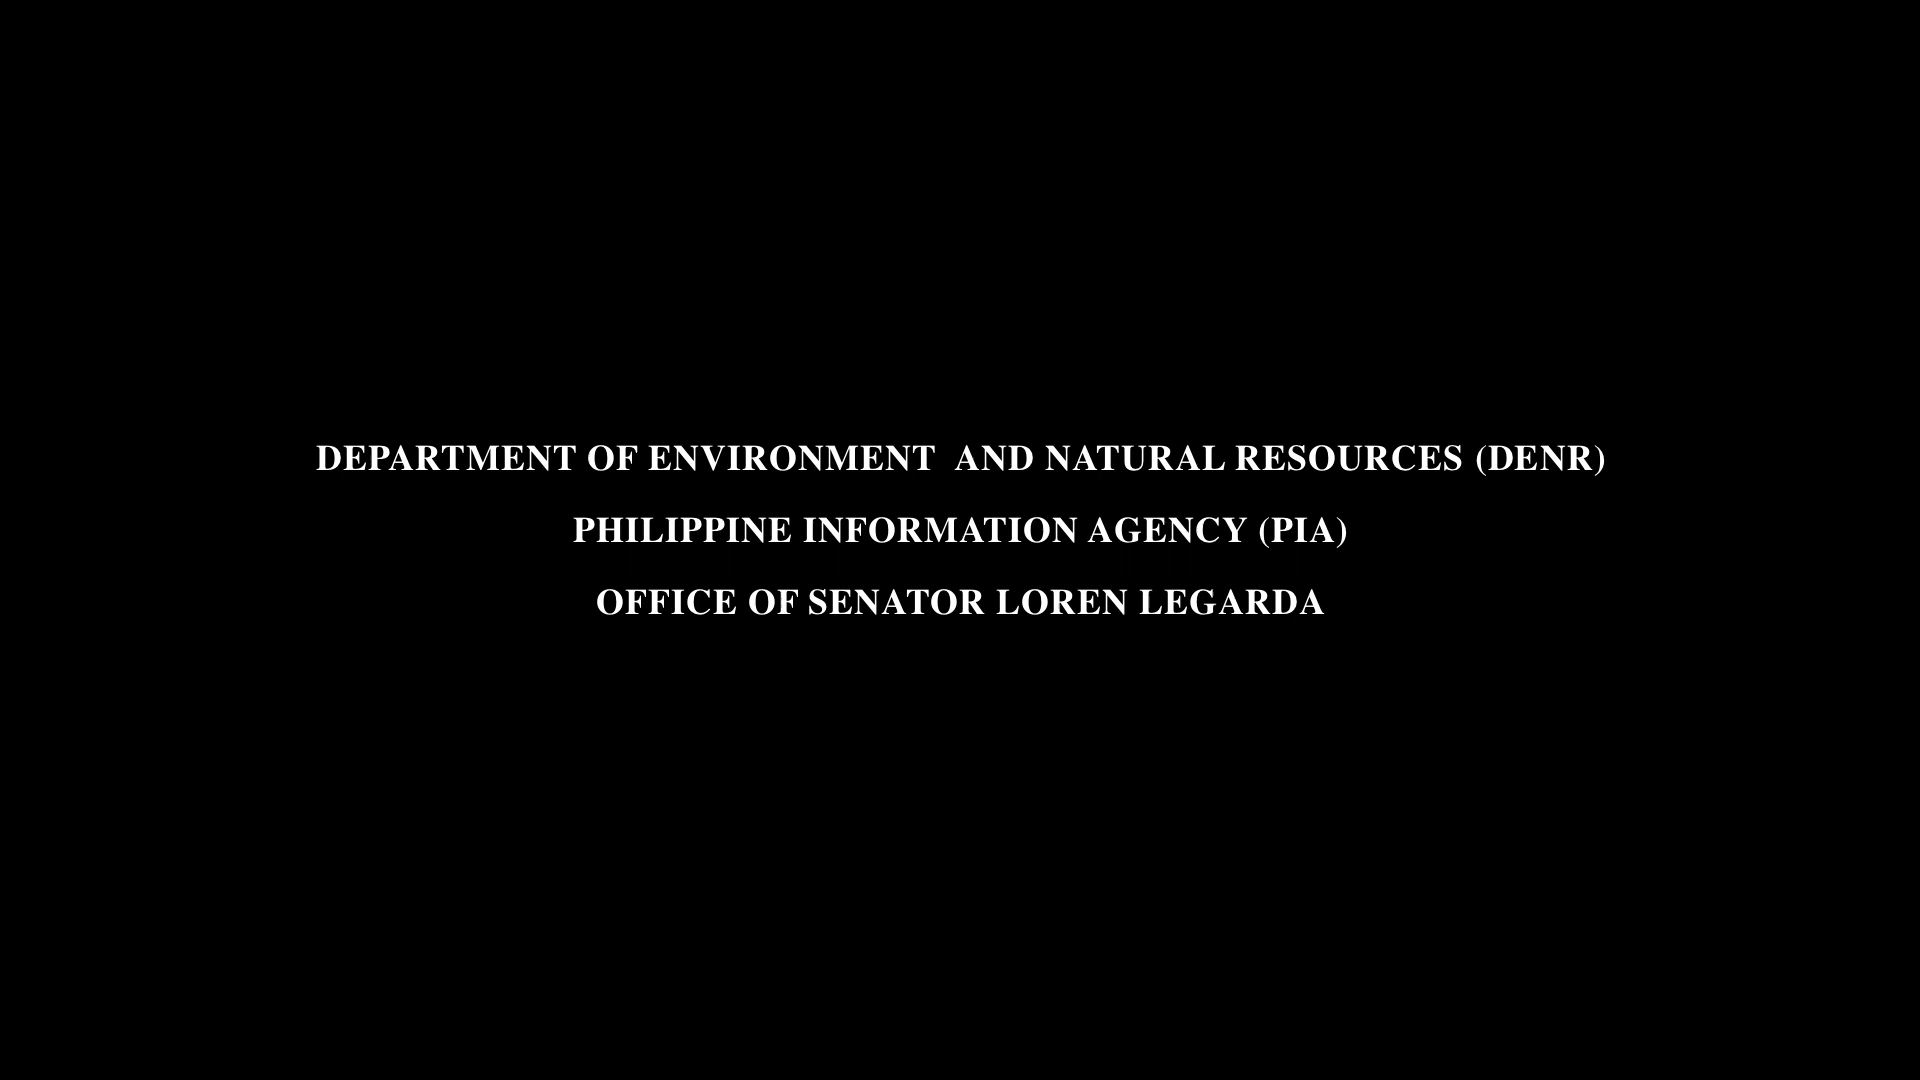 DEPARTMENT OF ENVIRONMENT  AND NATURAL RESOURCES (DENR)
PHILIPPINE INFORMATION AGENCY (PIA)
OFFICE OF SENATOR LOREN LEGARDA